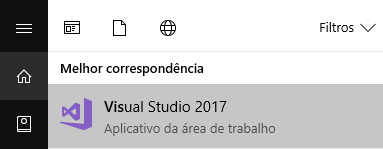 Filtros
Melhor correspondência
Visual Studio 2017
Aplicativo da área de trabalho